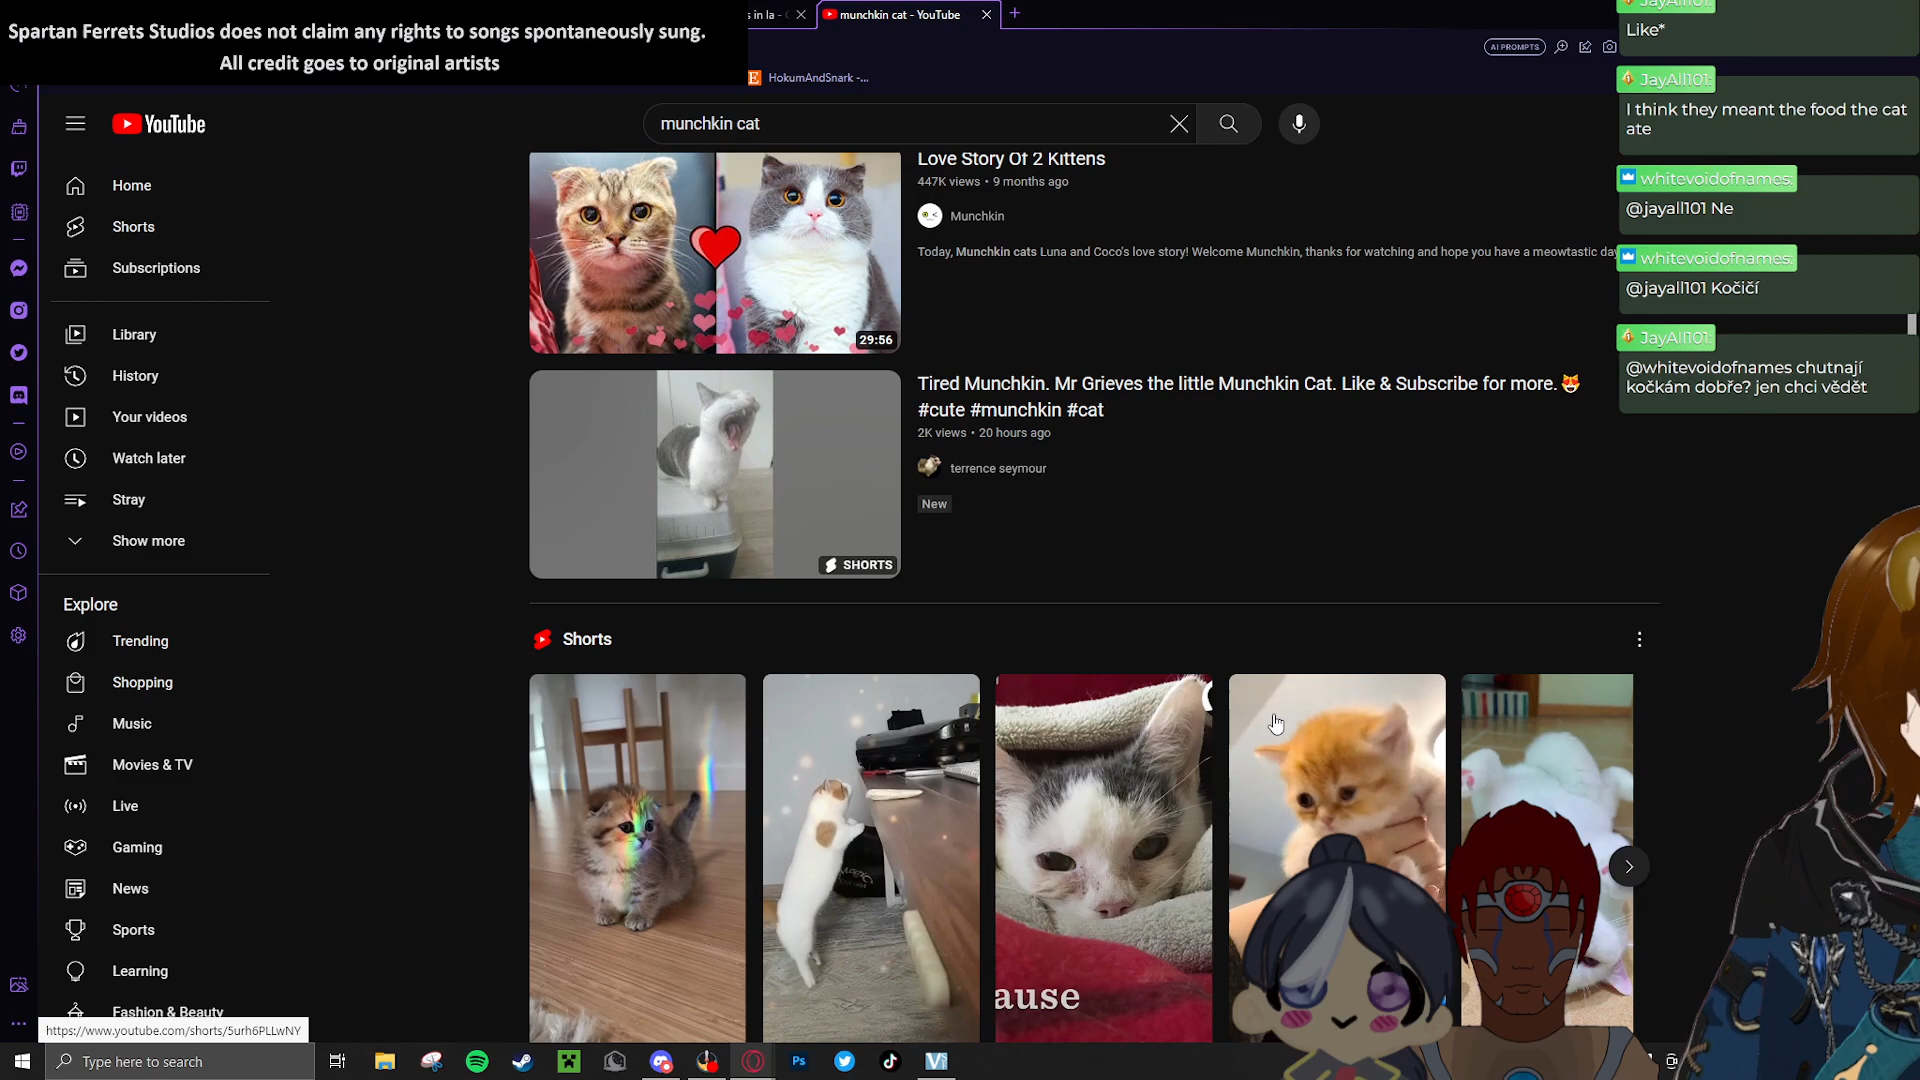 Spartan Ferrets Studios does not claim any rights to songs spontaneously sung.
All credit goes to original artists
s in la -
munchkin cat - YouTube
AI PROMPTS
HokumAndSnark -...
YouTube
munchkin cat
Home
Shorts
Subscriptions
Library
History
Your videos
Watch later
Stray
Show more
Explore
Trending
Shopping
Music
Movies & TV
Live
Gaming
News
Sports
Learning
Fashion & Beauty
https://www.youtube.com/shorts/5urh6PLLwNY
Love Story Of 2 Kittens
447K views • 9 months ago
Munchkin
Today, Munchkin cats Luna and Coco's love story! Welcome Munchkin, thanks for watching and hope you have a meowtastic day
29:56
Tired Munchkin. Mr Grieves the little Munchkin Cat. Like & Subscribe for more. 😻
#cute #munchkin #cat
2K views • 20 hours ago
terrence seymour
New
SHORTS
Shorts
ause
JayAll101:
Like*
JayAll101:
I think they meant the food the cat
ate
whitevoidofnames:
@jayall101 Ne
whitevoidofnames:
@jayall101 Kočičí
JayAll101:
@whitevoidofnames chutnají
kočkám dobře? jen chci vědět
Type here to search
Ps